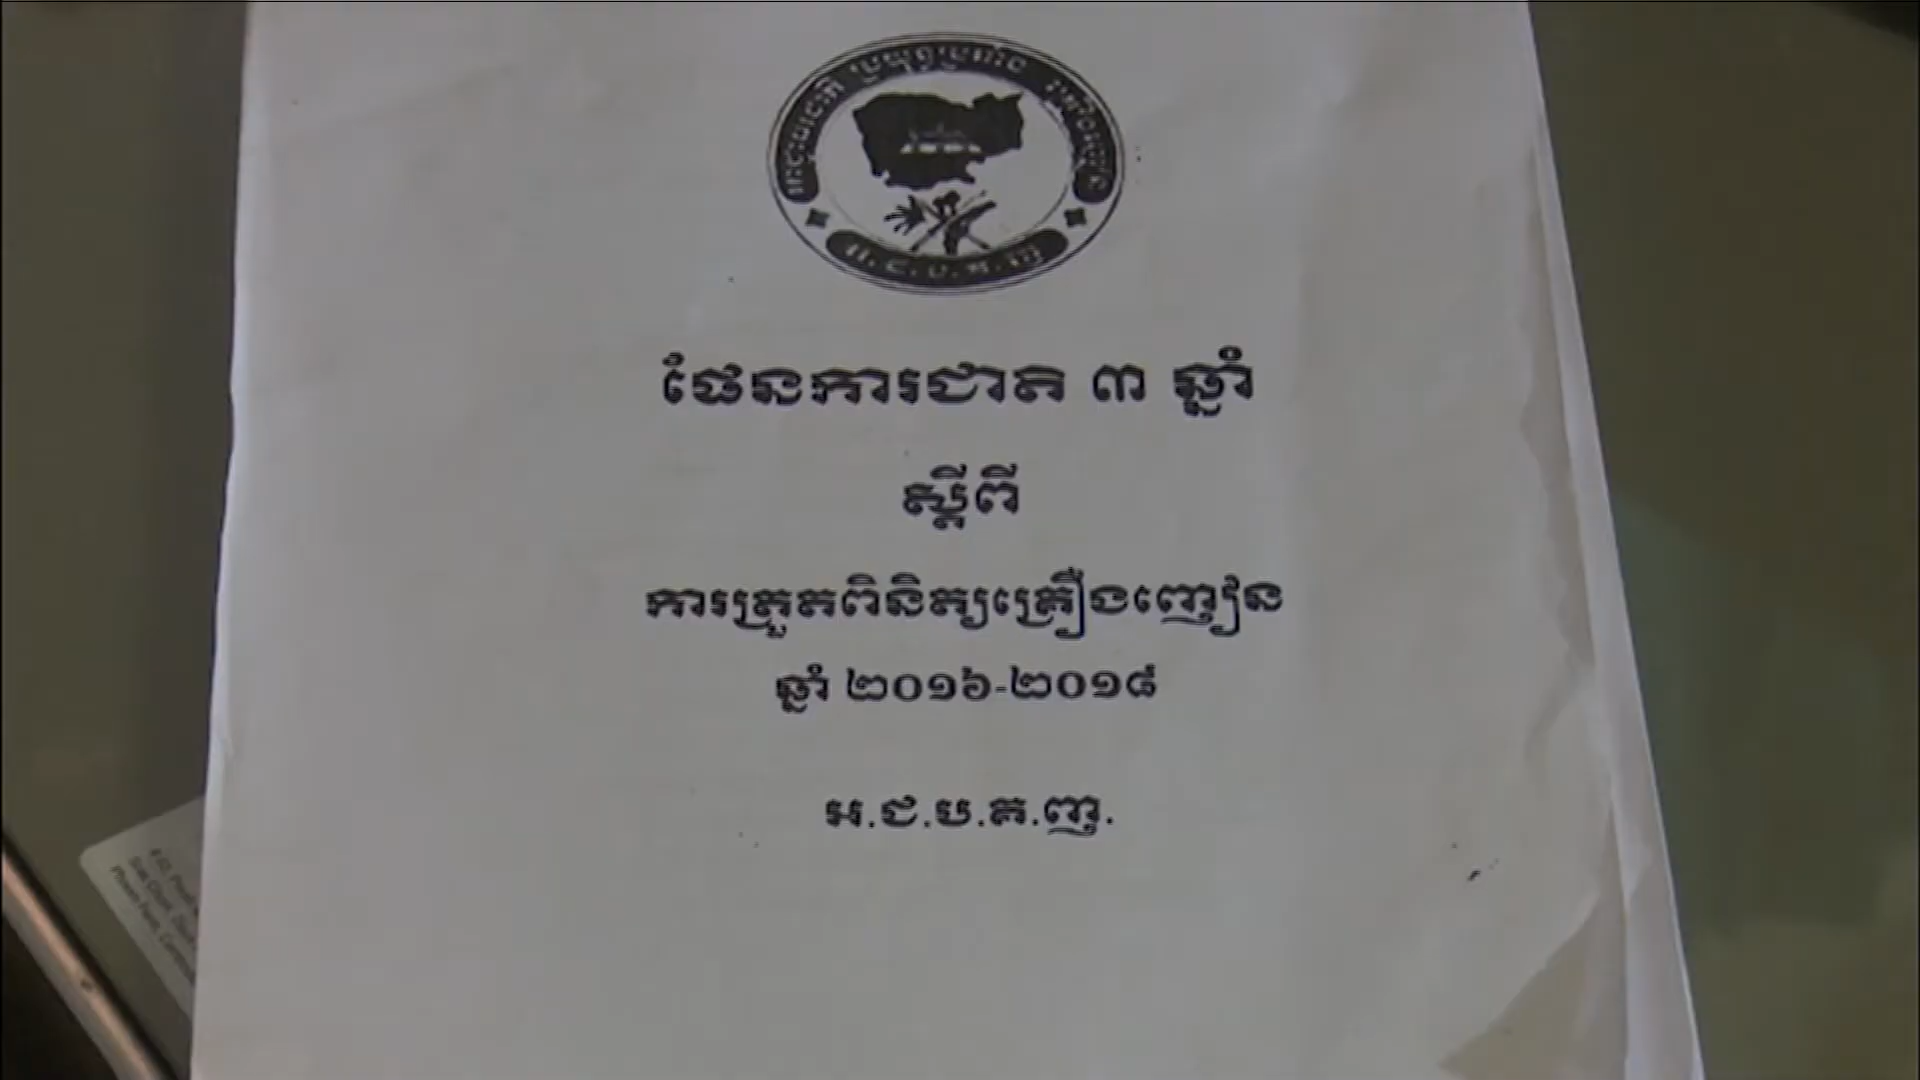 ផែនការជាតិ ៣ ឆ្នាំ
ស្តីពី
ការត្រួតពិនិត្យគ្រឿងញៀន
ឆ្នាំ ២០១៦-២០១៨
អ.ជ.ប.គ.ញ.